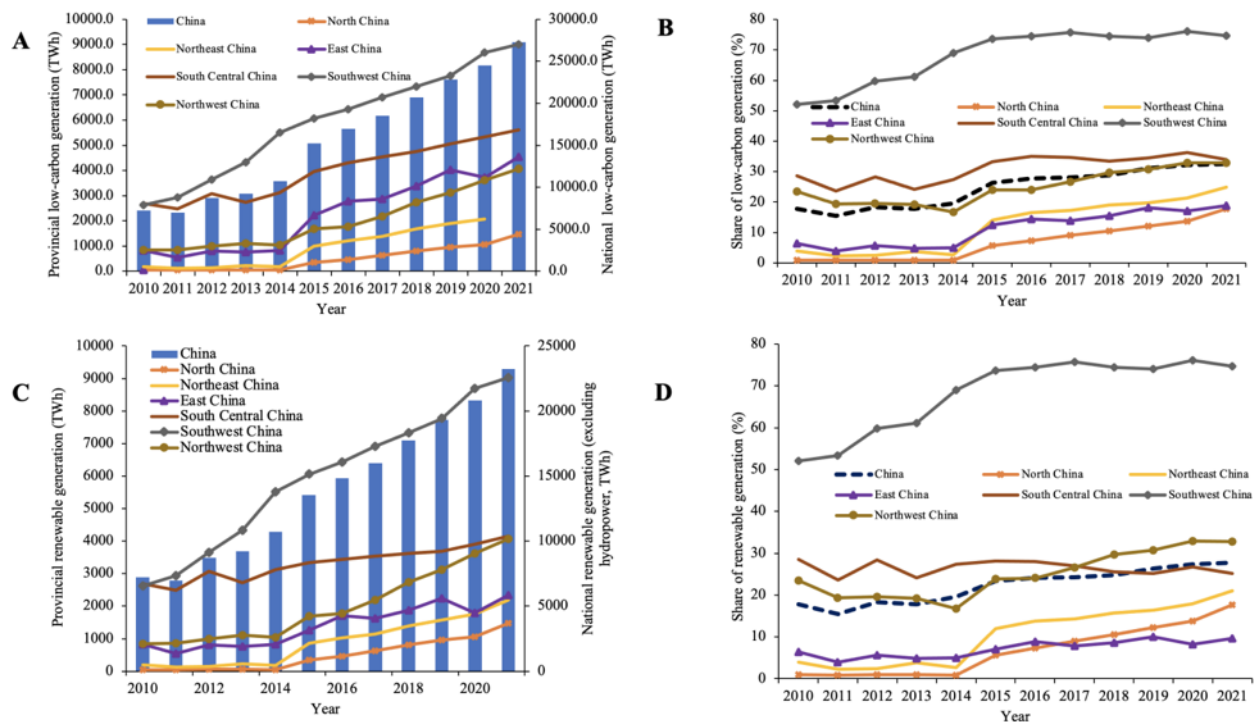 A
Provincial low-carbon generation (TWh)
10000.0
9000.0
8000.0
7000.0
6000.0
5000.0
4000.0
3000.0
2000.0
1000.0
0.0
China
North China
Northeast China
East China
South Central China
Southwest China
Northwest China
30000.0
25000.0
20000.0
15000.0
10000.0
5000.0
0.0
National low-carbon generation (TWh)
2010 2011 2012 2013 2014 2015 2016 2017 2018 2019 2020 2021
Year
B
Share of low-carbon generation (%)
80
70
60
50
40
30
20
10
0
China
North China
Northeast China
East China
South Central China
Southwest China
Northwest China
2010 2011 2012 2013 2014 2015 2016 2017 2018 2019 2020 2021
Year
C
Provincial renewable generation (TWh)
10000
9000
8000
7000
6000
5000
4000
3000
2000
1000
0
China
North China
Northeast China
East China
South Central China
Southwest China
Northwest China
25000
20000
15000
10000
5000
0
National renewable generation (excluding
hydropower, TWh)
2010 2012 2014 2016 2018 2020
Year
D
Share of renewable generation (%)
80
70
60
50
40
30
20
10
0
China
North China
Northeast China
East China
South Central China
Southwest China
Northwest China
2010 2011 2012 2013 2014 2015 2016 2017 2018 2019 2020 2021
Year